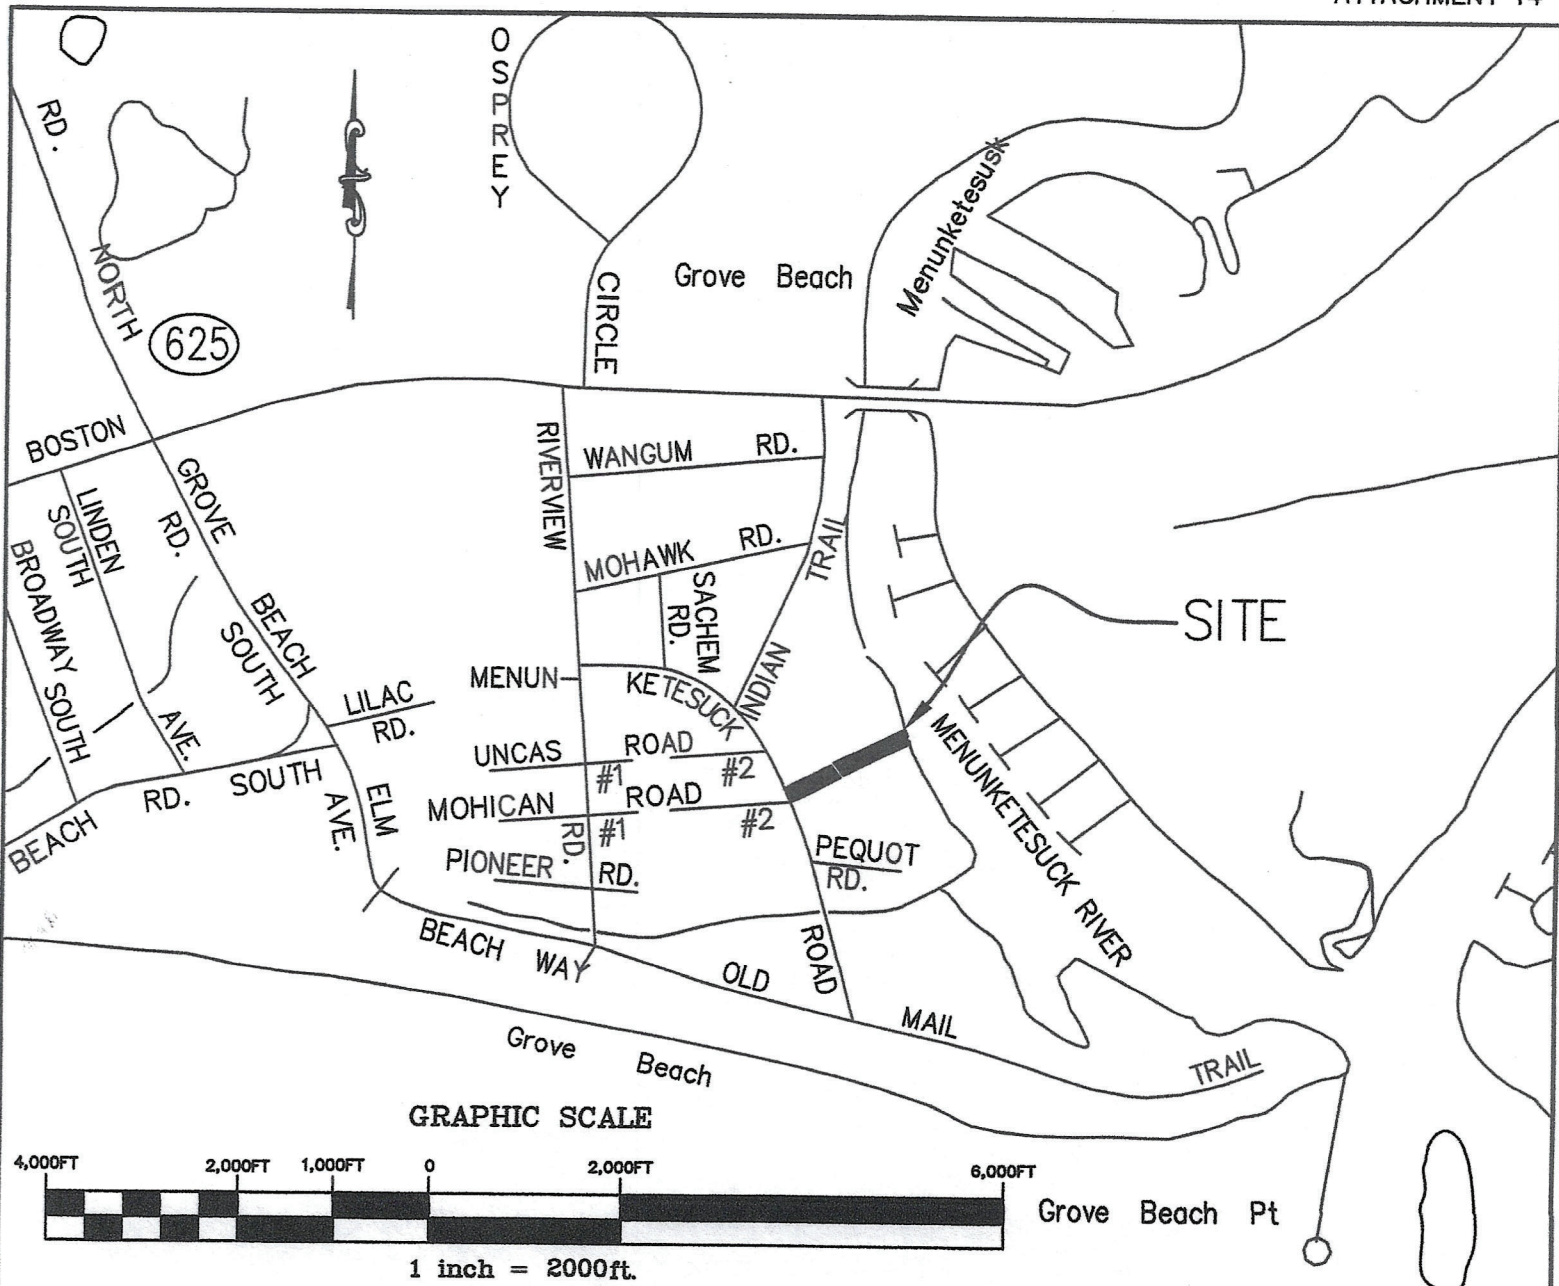 ATTACHMENT 14
OSPREY
CIRCLE
RD.
NORTH
625
Grove Beach
Menunketesusk
BOSTON
GROVE
RD.
BEACH
SOUTH
LINDEN
SOUTH
AVE.
BROADWAY SOUTH
RIVERVIEW
RD.
WANGUM RD.
MOHAWK RD.
SACHEM
RD.
INDIAN TRAIL
SITE
MENUN-
KETESUCK
ROAD
LILAC
RD.
UNCAS ROAD
#1 #2
MOHICAN ROAD
#1 #2
PIONEER RD.
PEQUOT
RD.
MENUNKETESUCK RIVER
BEACH RD. SOUTH
ELM
AVE.
BEACH WAY
OLD MAIL TRAIL
Grove Beach
GRAPHIC SCALE
4,000FT 2,000FT 1,000FT 0 2,000FT 6,000FT
1 inch = 2000ft.
Grove Beach Pt